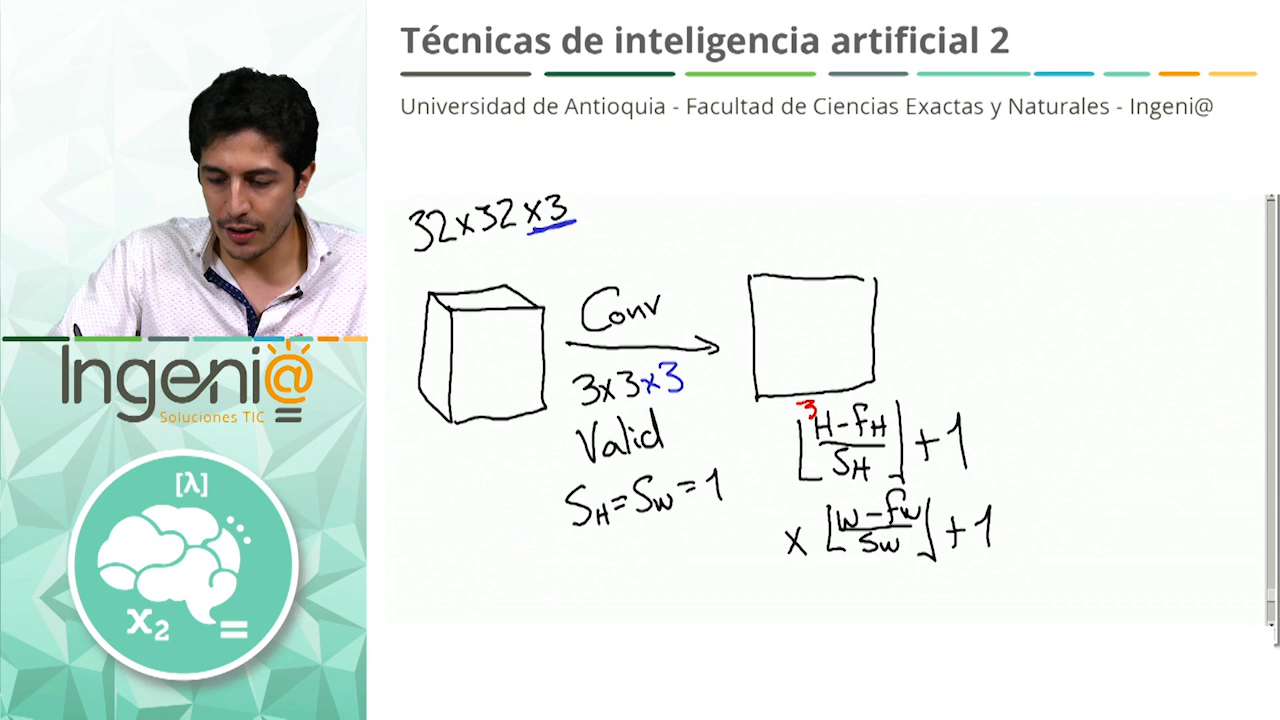 Técnicas de inteligencia artificial 2
Universidad de Antioquia - Facultad de Ciencias Exactas y Naturales - Ingeni@
32x32x3
Conv
3x3x3
Valid
S_H=S_W=1
3
⌊(H-f_H)/S_H⌋+1
x ⌊(W-f_W)/S_W⌋+1
Ingeni@
Soluciones TIC
[λ]
x₂ =